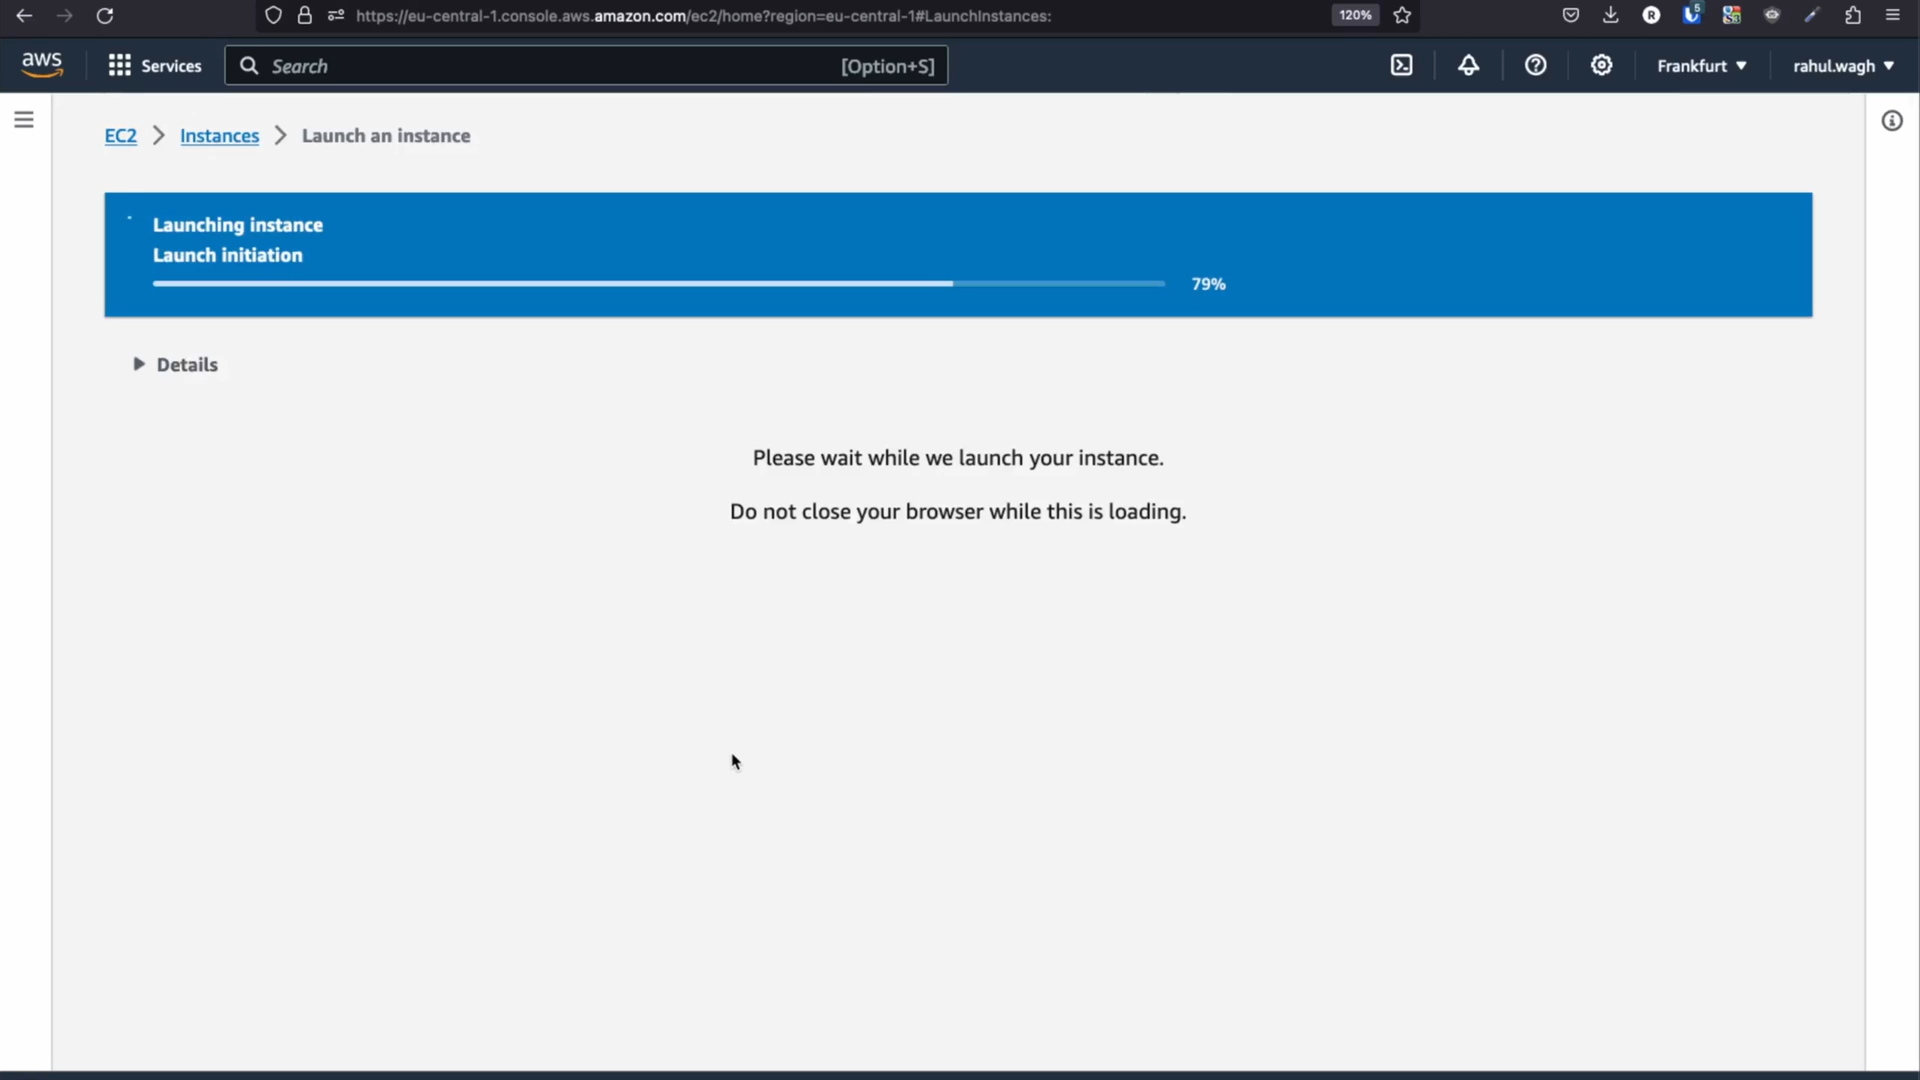 https://eu-central-1.console.aws.amazon.com/ec2/home?region=eu-central-1#LaunchInstances:
120%
R
5
aws
Services
Search
[Option+S]
Frankfurt
rahul.wagh
EC2
Instances
Launch an instance
Launching instance
Launch initiation
79%
Details
Please wait while we launch your instance.
Do not close your browser while this is loading.